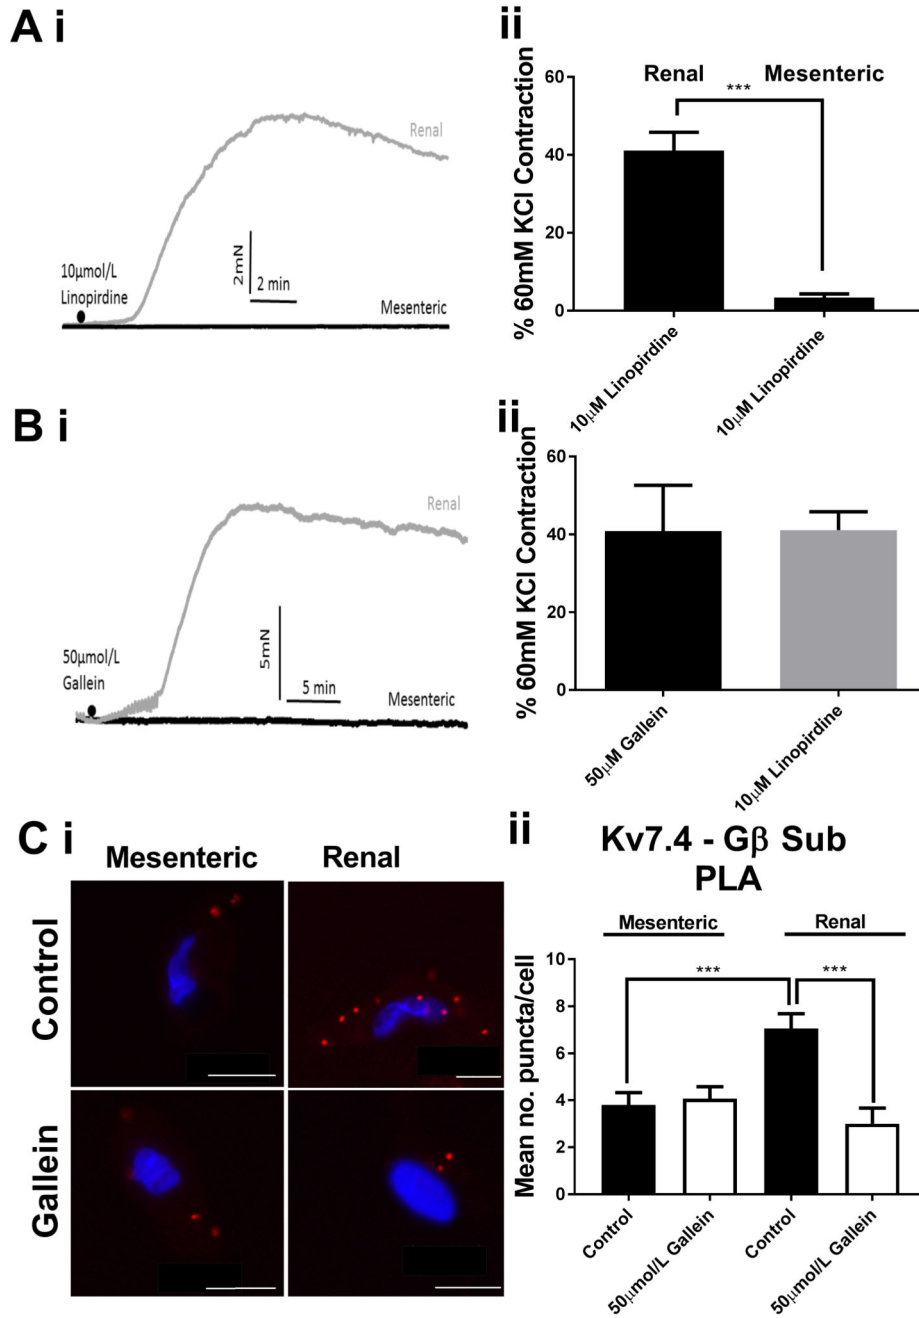 A i
Renal
10µmol/L
Linopirdine
2mN
2 min
Mesenteric
ii
% 60mM KCl Contraction
60
40
20
0
Renal Mesenteric
***
10µM Linopirdine
10µM Linopirdine
B i
Renal
50µmol/L
Gallein
5mN
5 min
Mesenteric
ii
% 60mM KCl Contraction
60
40
20
0
50µM Gallein
10µM Linopirdine
C i
Mesenteric Renal
Control
Gallein
ii
Kv7.4 - Gβ Sub
PLA
Mesenteric Renal
Mean no. puncta/cell
10
8
6
4
2
0
*** ***
Control
50µmol/L Gallein
Control
50µmol/L Gallein